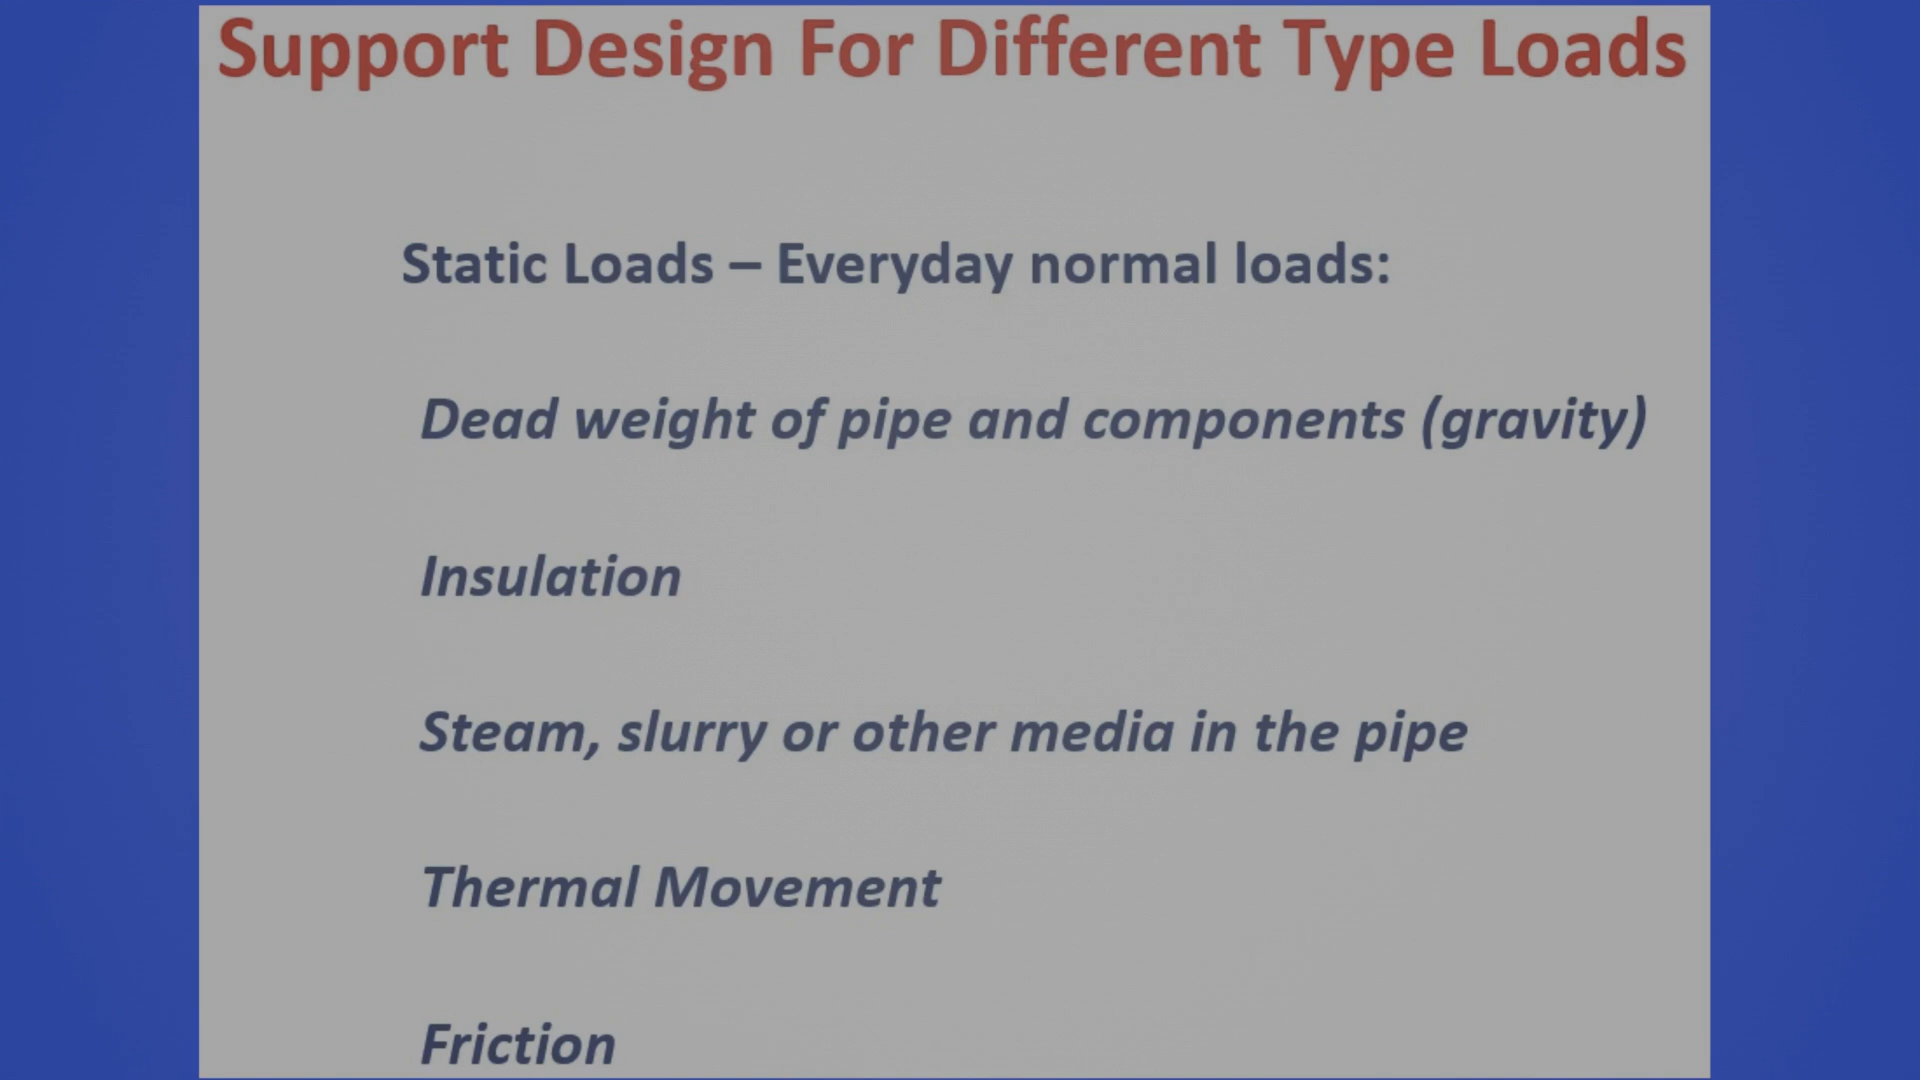 Support Design For Different Type Loads
Static Loads – Everyday normal loads:
Dead weight of pipe and components (gravity)
Insulation
Steam, slurry or other media in the pipe
Thermal Movement
Friction